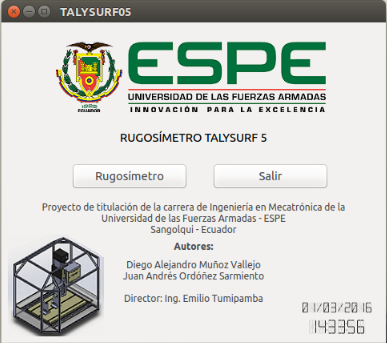 TALYSURF05
ESPE
UNIVERSIDAD DE LAS FUERZAS ARMADAS
INNOVACIÓN PARA LA EXCELENCIA
ECUADOR
RUGOSÍMETRO TALYSURF 5
Rugosímetro Salir
Proyecto de titulación de la carrera de Ingeniería en Mecatrónica de la
Universidad de las Fuerzas Armadas - ESPE
Sangolqui - Ecuador
Autores:
Diego Alejandro Muñoz Vallejo
Juan Andrés Ordóñez Sarmiento
Director: Ing. Emilio Tumipamba
01/03/2016
143356